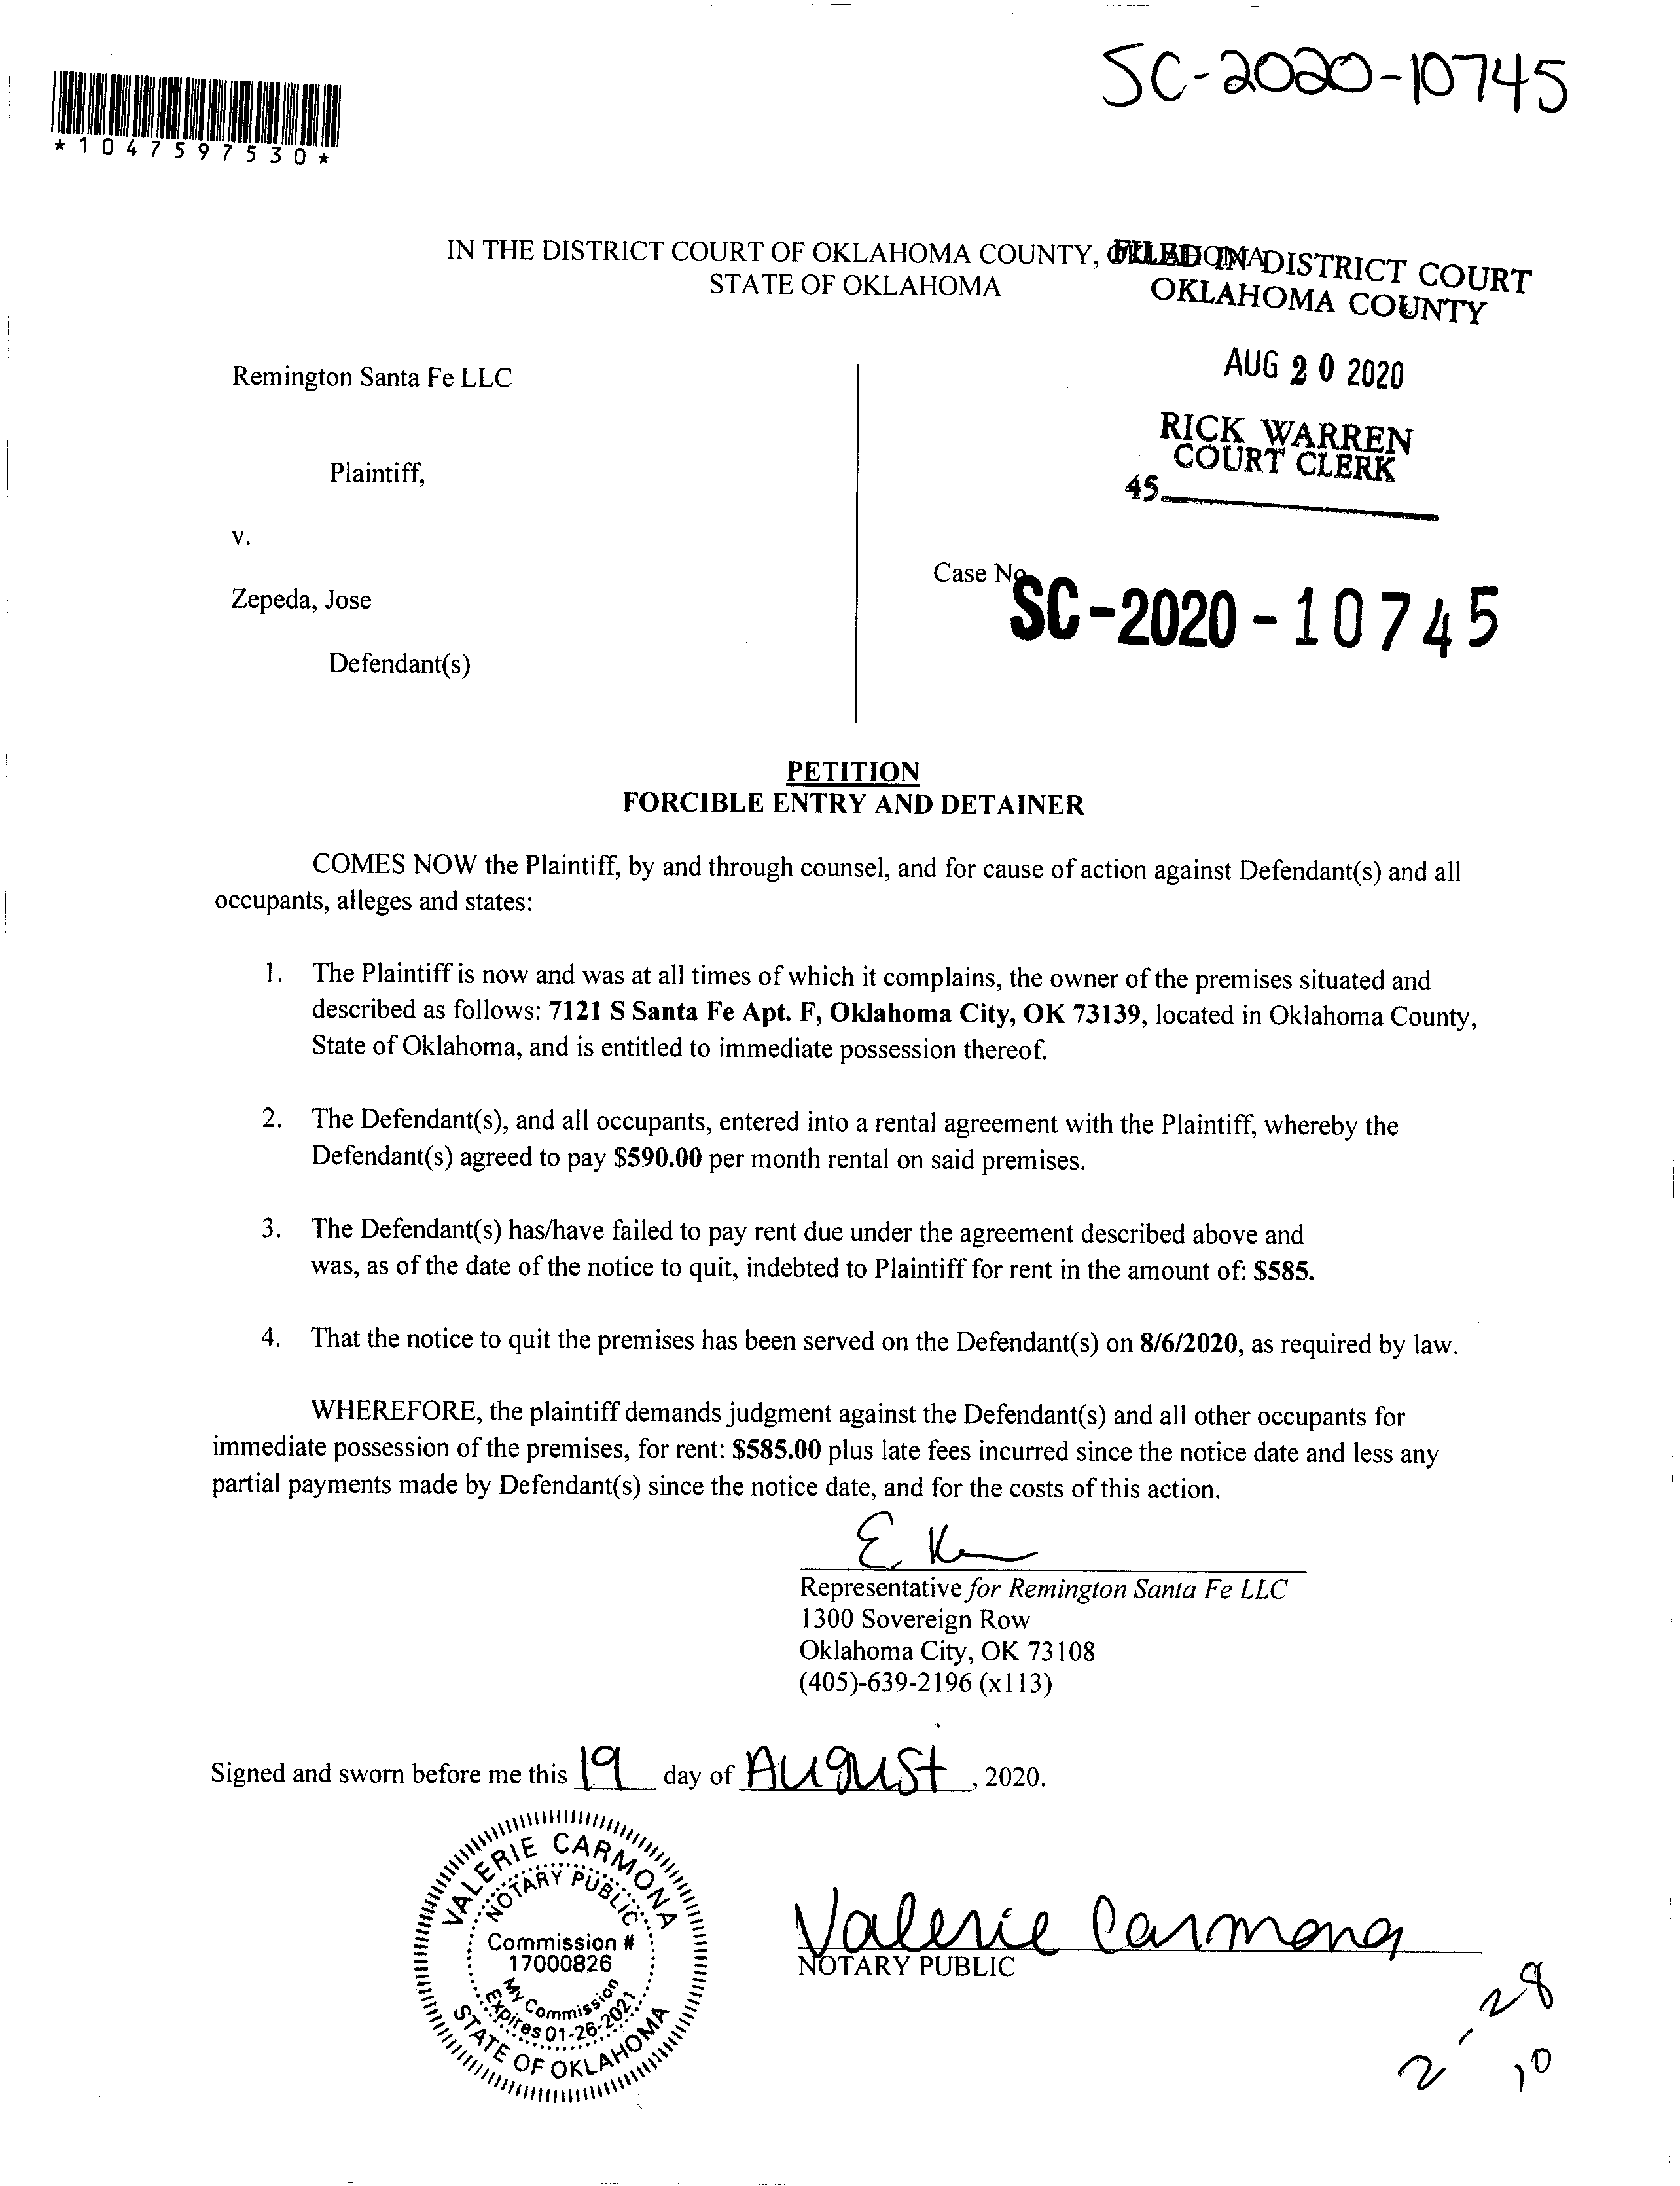 SC-2020-10745
*1047597530*
IN THE DISTRICT COURT OF OKLAHOMA COUNTY, OKLAHOMA
STATE OF OKLAHOMA
FILED IN DISTRICT COURT
OKLAHOMA COUNTY
AUG 20 2020
RICK WARREN
COURT CLERK
45
Remington Santa Fe LLC
Plaintiff,
v.
Zepeda, Jose
Defendant(s)
Case No.
SC-2020-10745
PETITION
FORCIBLE ENTRY AND DETAINER
COMES NOW the Plaintiff, by and through counsel, and for cause of action against Defendant(s) and all
occupants, alleges and states:
1. The Plaintiff is now and was at all times of which it complains, the owner of the premises situated and
described as follows: 7121 S Santa Fe Apt. F, Oklahoma City, OK 73139, located in Oklahoma County,
State of Oklahoma, and is entitled to immediate possession thereof.
2. The Defendant(s), and all occupants, entered into a rental agreement with the Plaintiff, whereby the
Defendant(s) agreed to pay $590.00 per month rental on said premises.
3. The Defendant(s) has/have failed to pay rent due under the agreement described above and
was, as of the date of the notice to quit, indebted to Plaintiff for rent in the amount of: $585.
4. That the notice to quit the premises has been served on the Defendant(s) on 8/6/2020, as required by law.
WHEREFORE, the plaintiff demands judgment against the Defendant(s) and all other occupants for
immediate possession of the premises, for rent: $585.00 plus late fees incurred since the notice date and less any
partial payments made by Defendant(s) since the notice date, and for the costs of this action.
Representative for Remington Santa Fe LLC
1300 Sovereign Row
Oklahoma City, OK 73108
(405)-639-2196 (x113)
Signed and sworn before me this 19 day of AUGUST, 2020.
VALERIE CARMONA
NOTARY PUBLIC
Commission #
17000826
My Commission
Expires 01-26-2021
STATE OF OKLAHOMA
Valerie Carmona
NOTARY PUBLIC
2-28
10